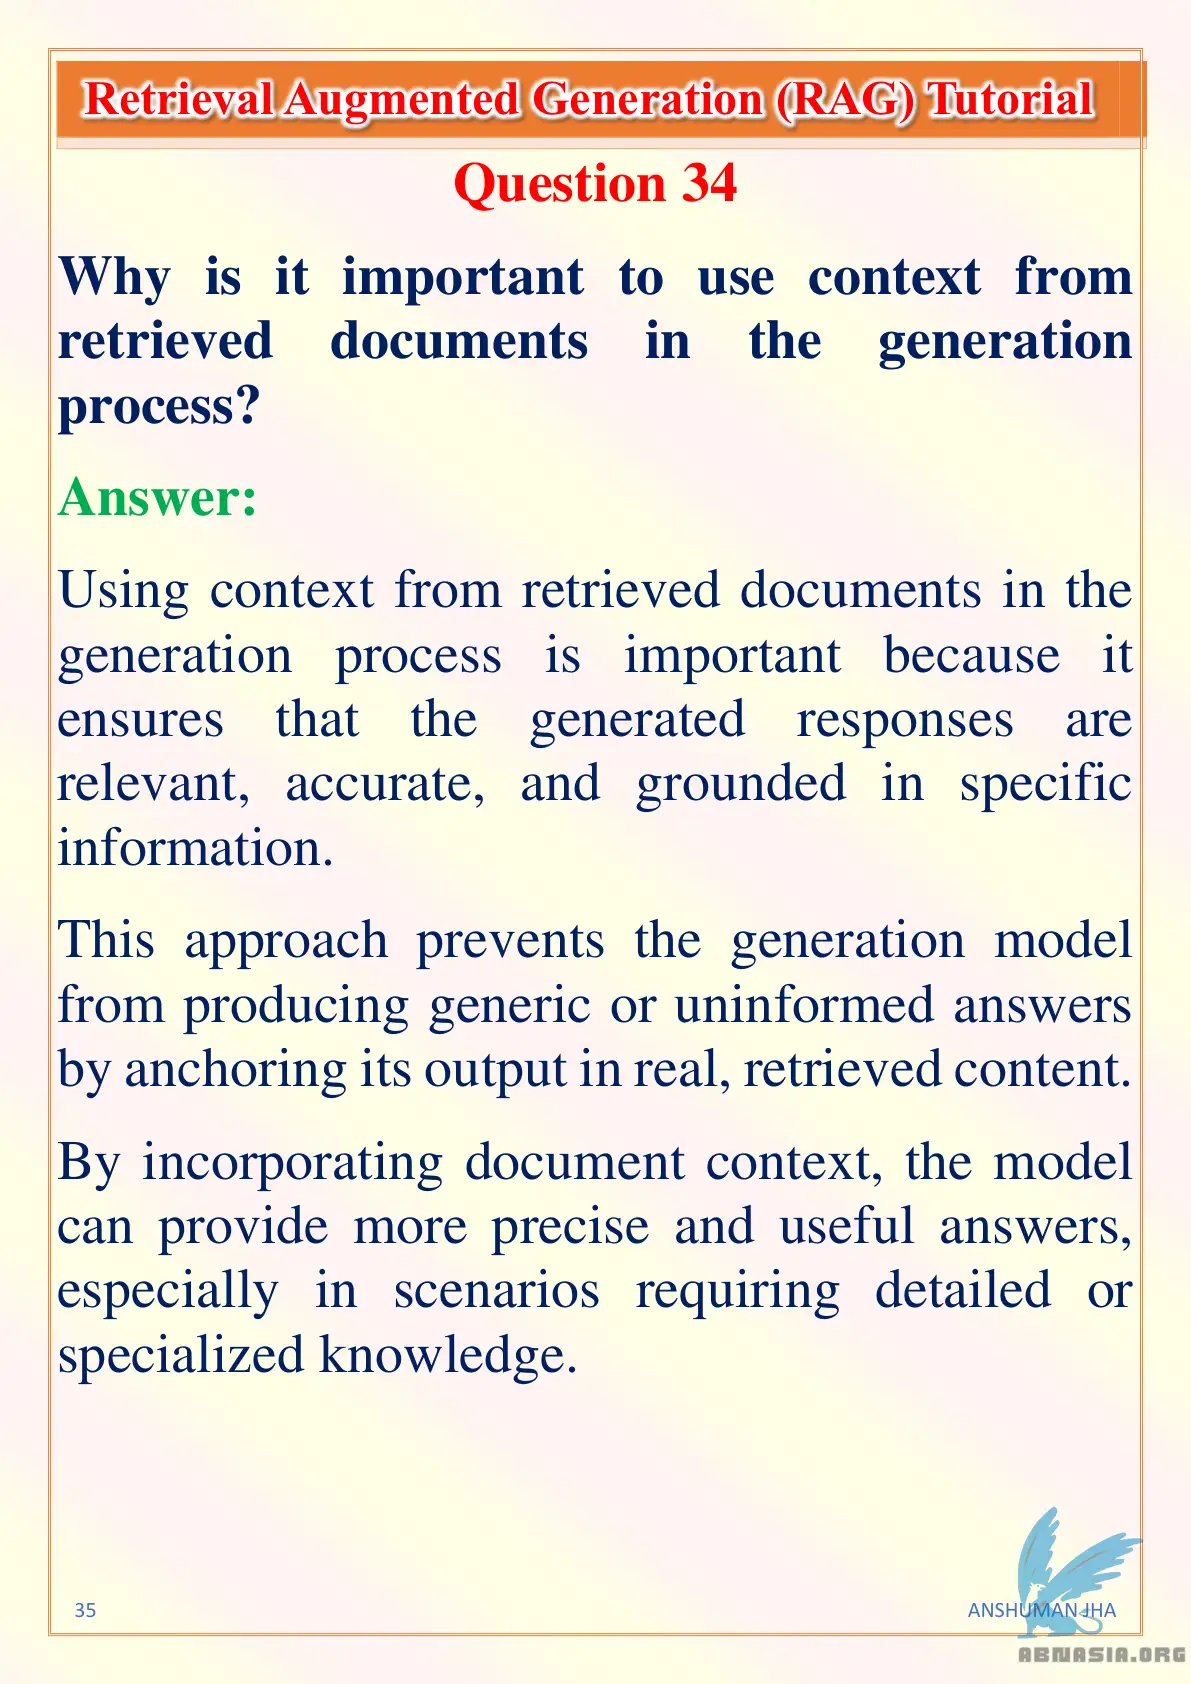 Retrieval Augmented Generation (RAG) Tutorial
Question 34
Why is it important to use context from
retrieved documents in the generation
process?
Answer:
Using context from retrieved documents in the
generation process is important because it
ensures that the generated responses are
relevant, accurate, and grounded in specific
information.
This approach prevents the generation model
from producing generic or uninformed answers
by anchoring its output in real, retrieved content.
By incorporating document context, the model
can provide more precise and useful answers,
especially in scenarios requiring detailed or
specialized knowledge.
35
ANSHUMAN JHA
ABNASIA.ORG